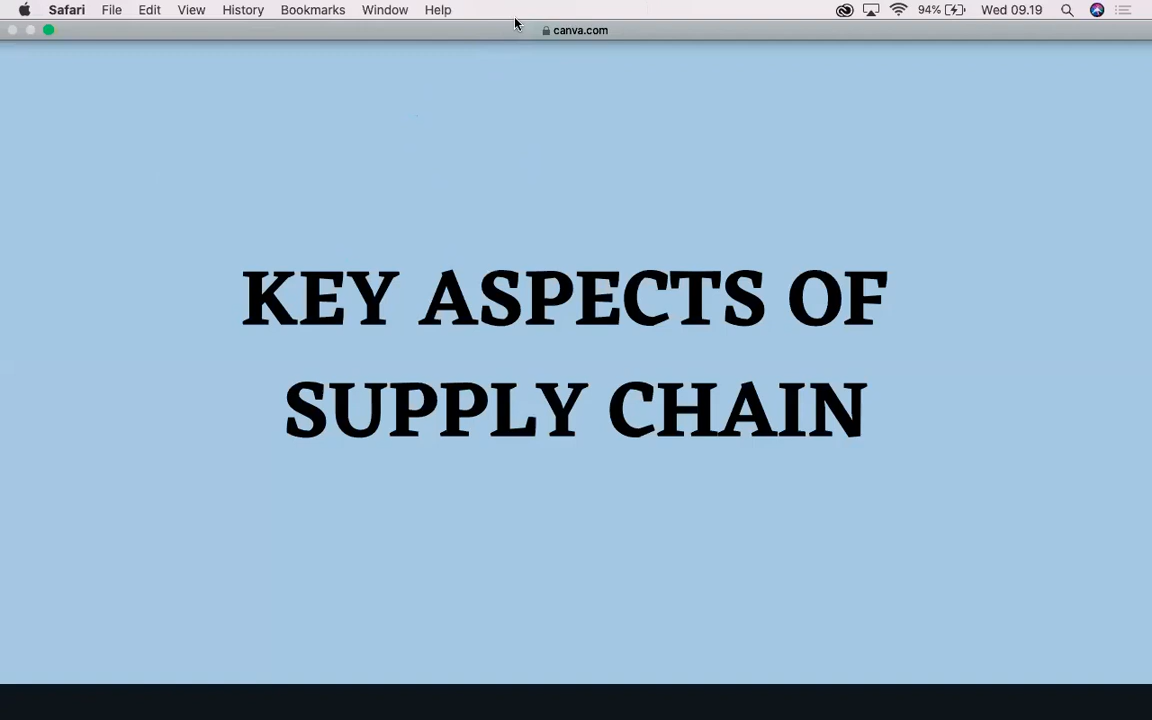 Safari File Edit View History Bookmarks Window Help 94% Wed 09.19
canva.com
KEY ASPECTS OF
SUPPLY CHAIN